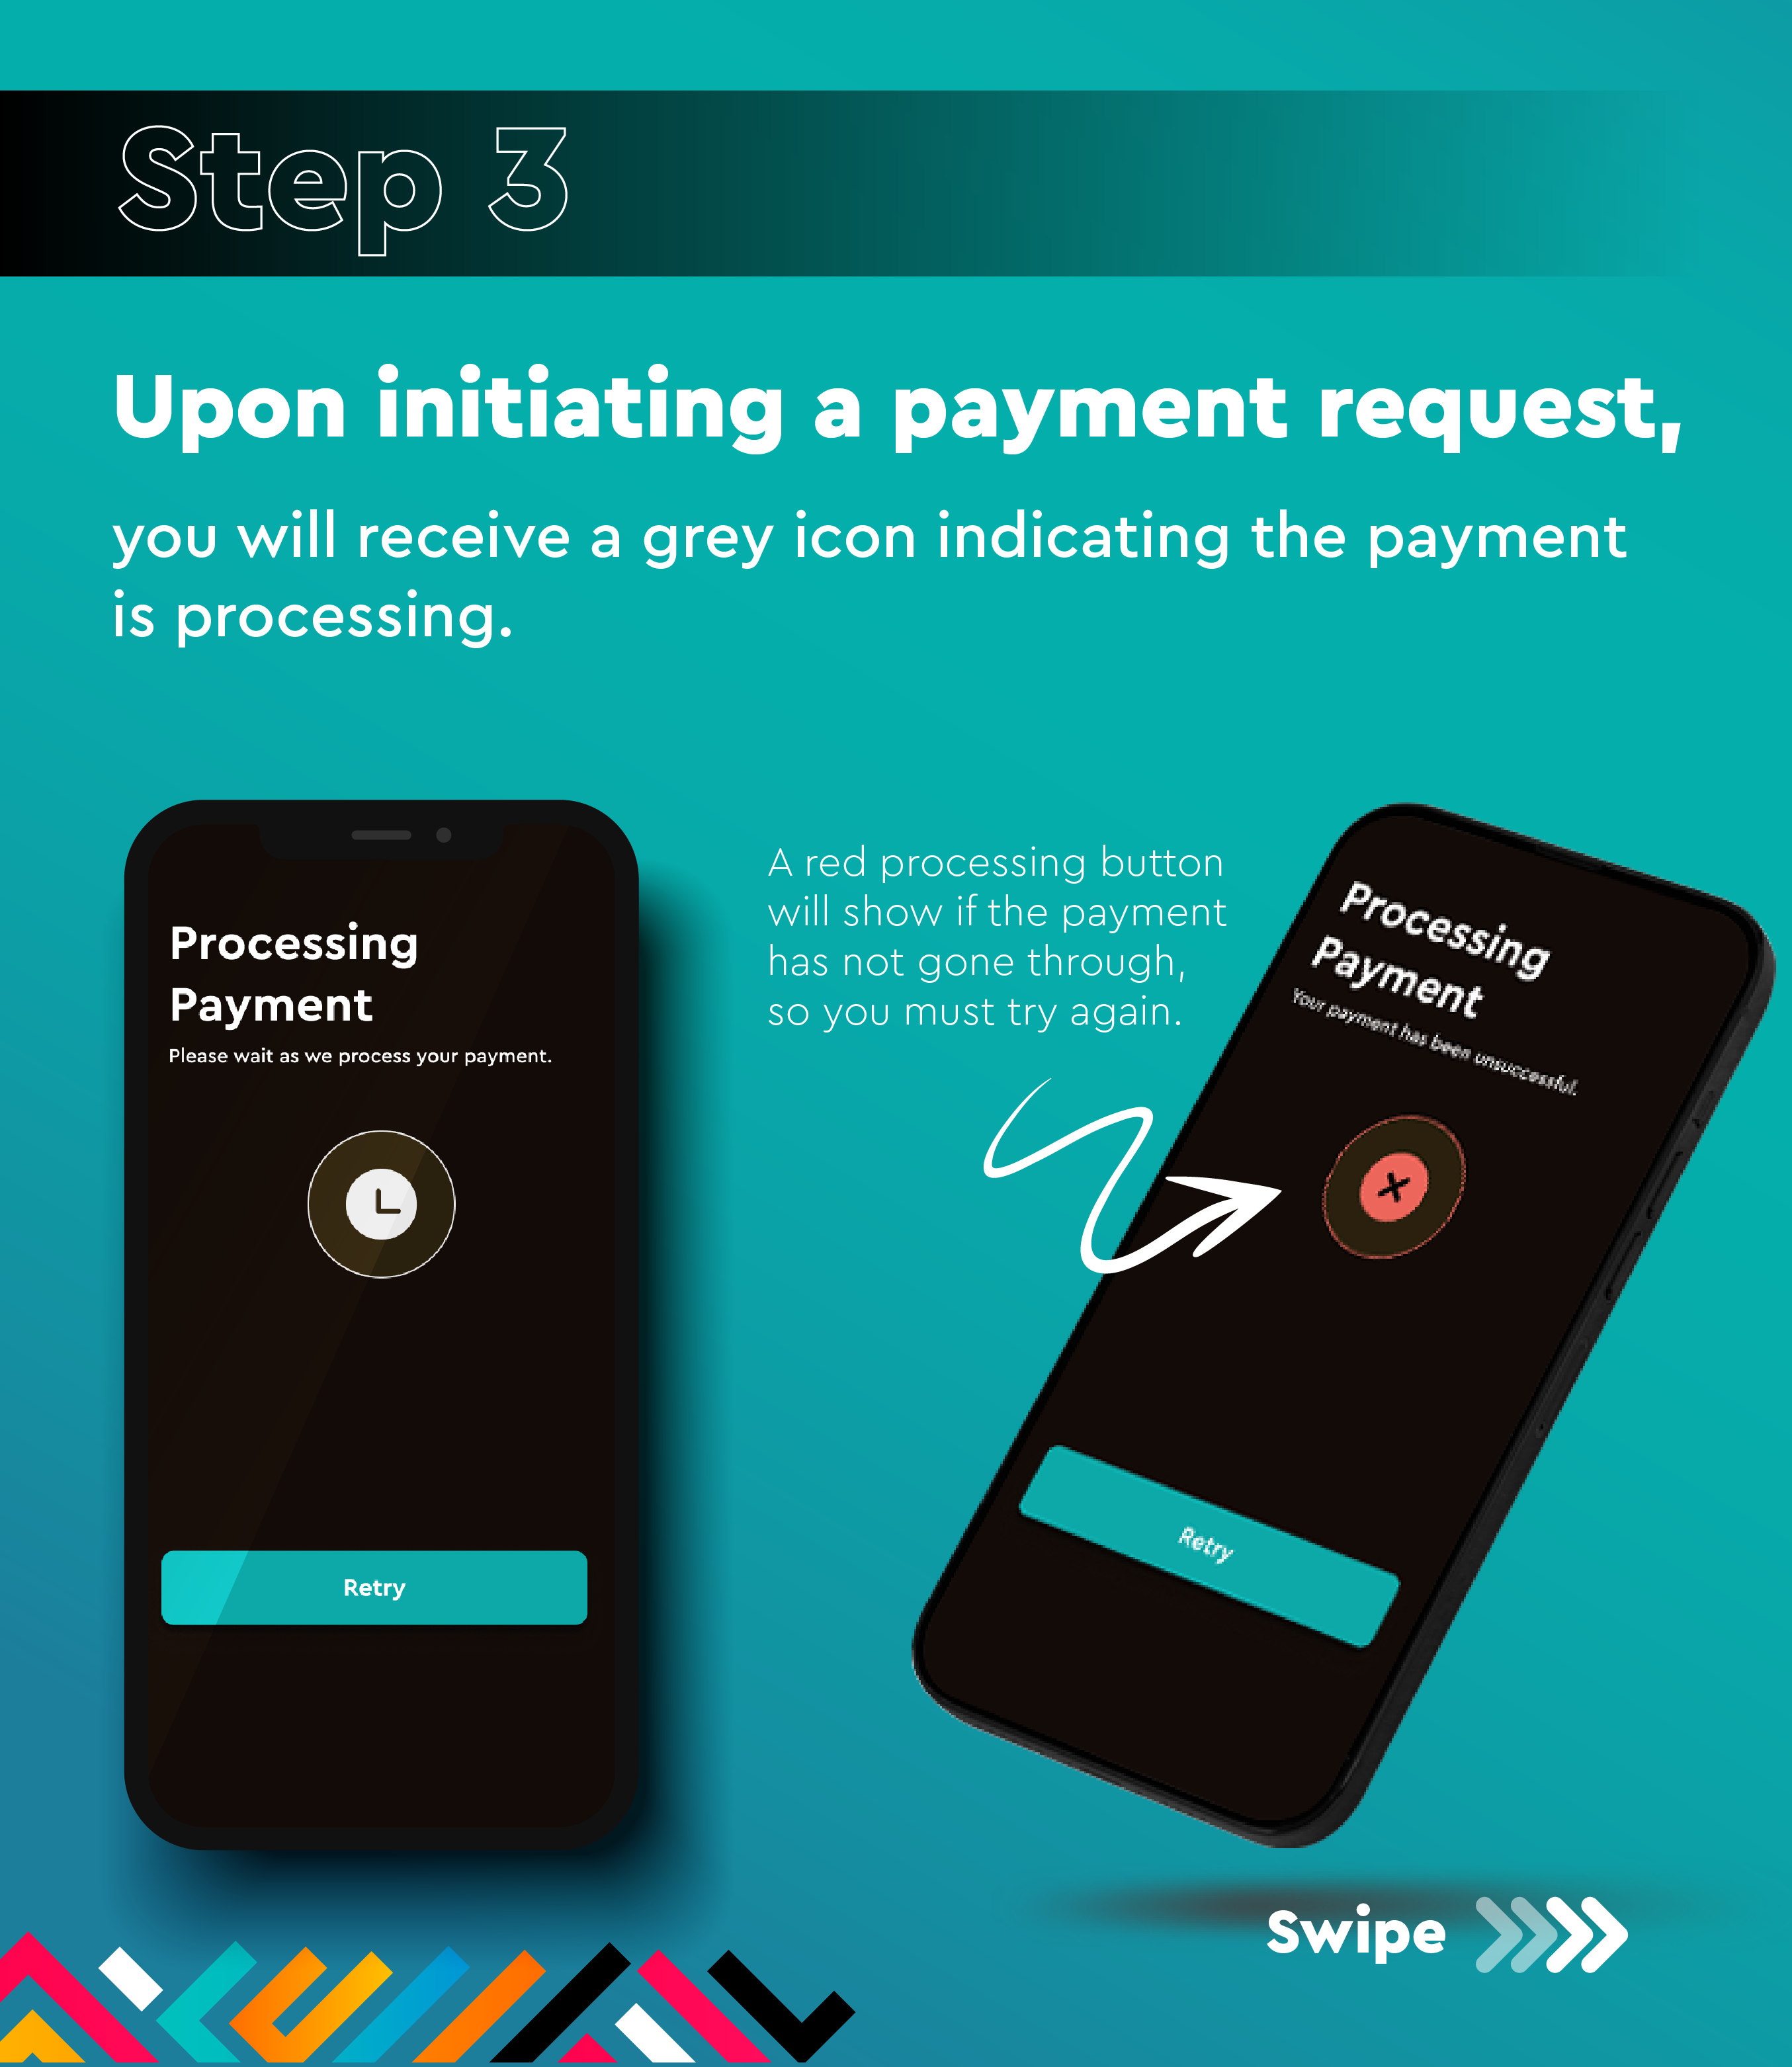 Step 3
Upon initiating a payment request,
you will receive a grey icon indicating the payment
is processing.
Processing
Payment
Please wait as we process your payment.
Retry
A red processing button
will show if the payment
has not gone through,
so you must try again.
Processing
Payment
Your payment has been unsuccessful.
Retry
Swipe